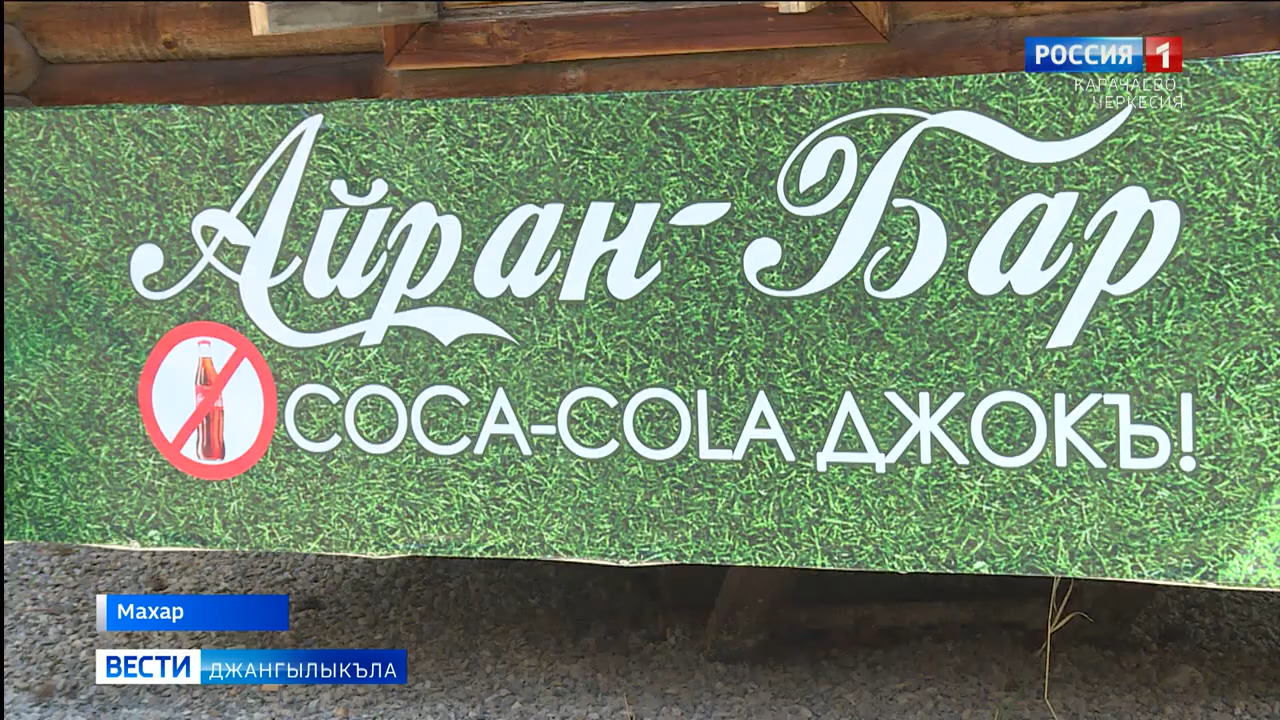 РОССИЯ 1
КАРАЧАЕВО
ЧЕРКЕСИЯ
Айран-Бар
COCA-COLA ДЖОКЪ!
Махар
ВЕСТИ ДЖАНГЫЛЫКЪЛА